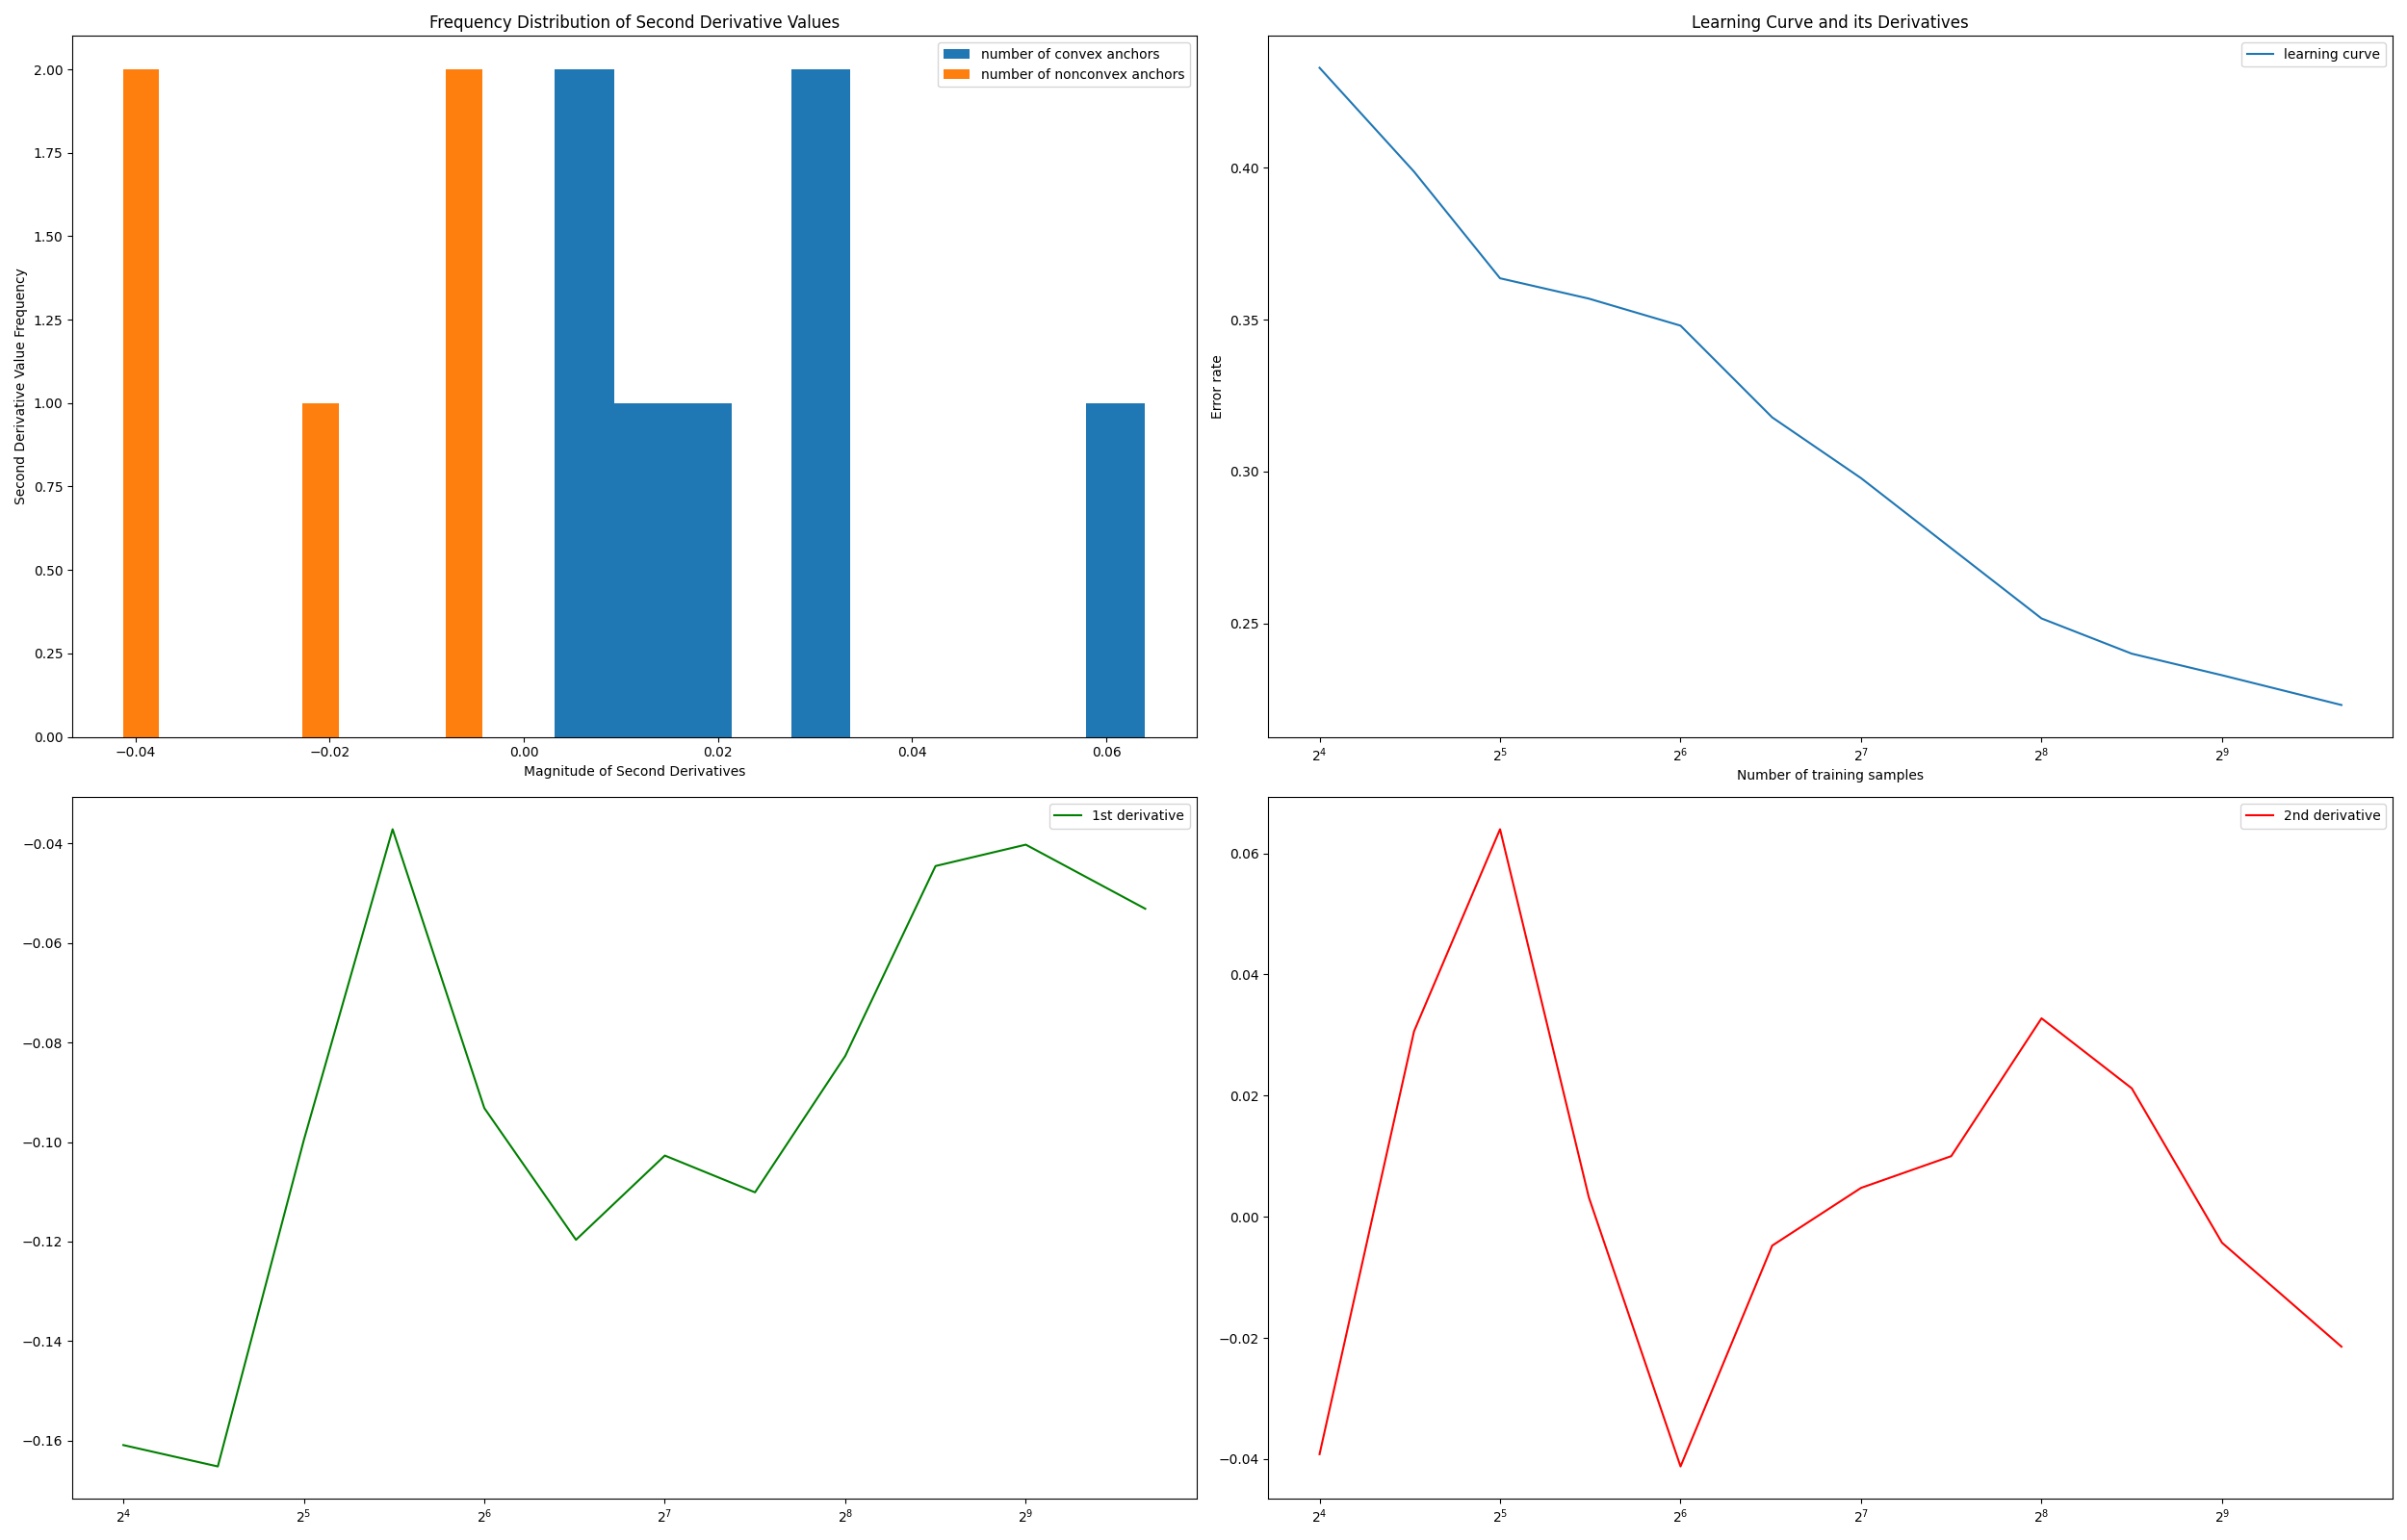 Frequency Distribution of Second Derivative Values
number of convex anchors
number of nonconvex anchors
Second Derivative Value Frequency
2.00
1.75
1.50
1.25
1.00
0.75
0.50
0.25
0.00
−0.04 −0.02 0.00 0.02 0.04 0.06
Magnitude of Second Derivatives
Learning Curve and its Derivatives
learning curve
Error rate
0.40
0.35
0.30
0.25
2⁴ 2⁵ 2⁶ 2⁷ 2⁸ 2⁹
Number of training samples
1st derivative
−0.04
−0.06
−0.08
−0.10
−0.12
−0.14
−0.16
2⁴ 2⁵ 2⁶ 2⁷ 2⁸ 2⁹
2nd derivative
0.06
0.04
0.02
0.00
−0.02
−0.04
2⁴ 2⁵ 2⁶ 2⁷ 2⁸ 2⁹